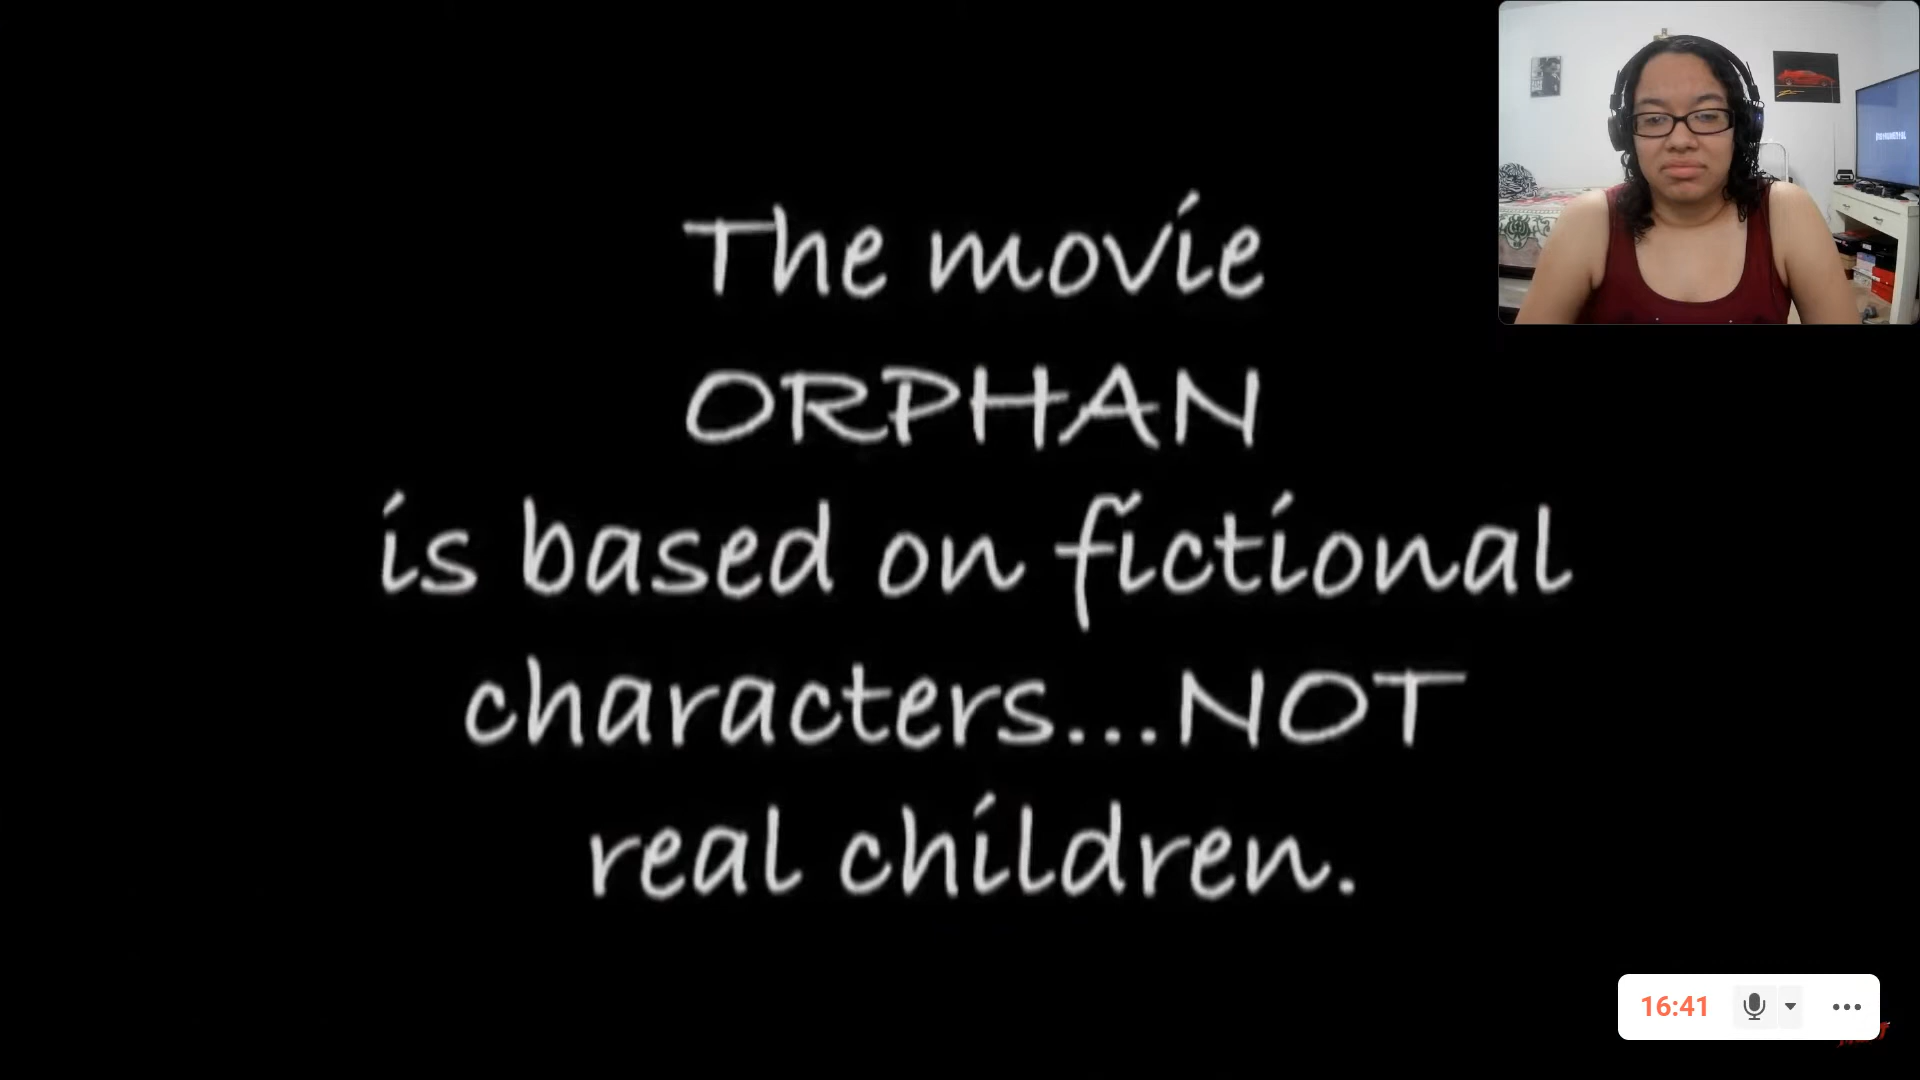 The movie
ORPHAN
is based on fictional
characters...NOT
real children.
16:41